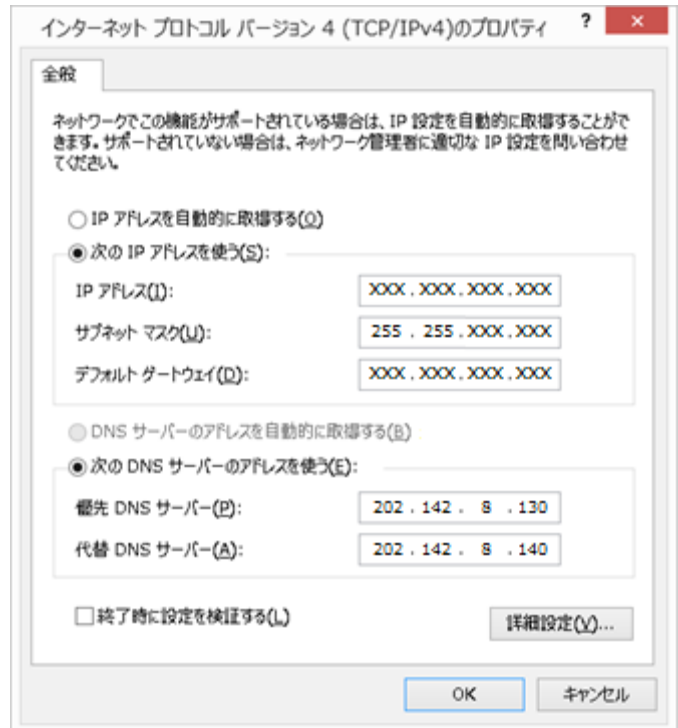 インターネット プロトコル バージョン 4 (TCP/IPv4)のプロパティ
?
×
全般
ネットワークでこの機能がサポートされている場合は、IP 設定を自動的に取得することがで
きます。サポートされていない場合は、ネットワーク管理者に適切な IP 設定を問い合わせ
てください。
IP アドレスを自動的に取得する(O)
次の IP アドレスを使う(S):
IP アドレス(I): XXX . XXX . XXX . XXX
サブネット マスク(U): 255 . 255 . XXX . XXX
デフォルト ゲートウェイ(D): XXX . XXX . XXX . XXX
DNS サーバーのアドレスを自動的に取得する(B)
次の DNS サーバーのアドレスを使う(E):
優先 DNS サーバー(P): 202 . 142 . 8 . 130
代替 DNS サーバー(A): 202 . 142 . 8 . 140
終了時に設定を検証する(L)
詳細設定(V)...
OK
キャンセル